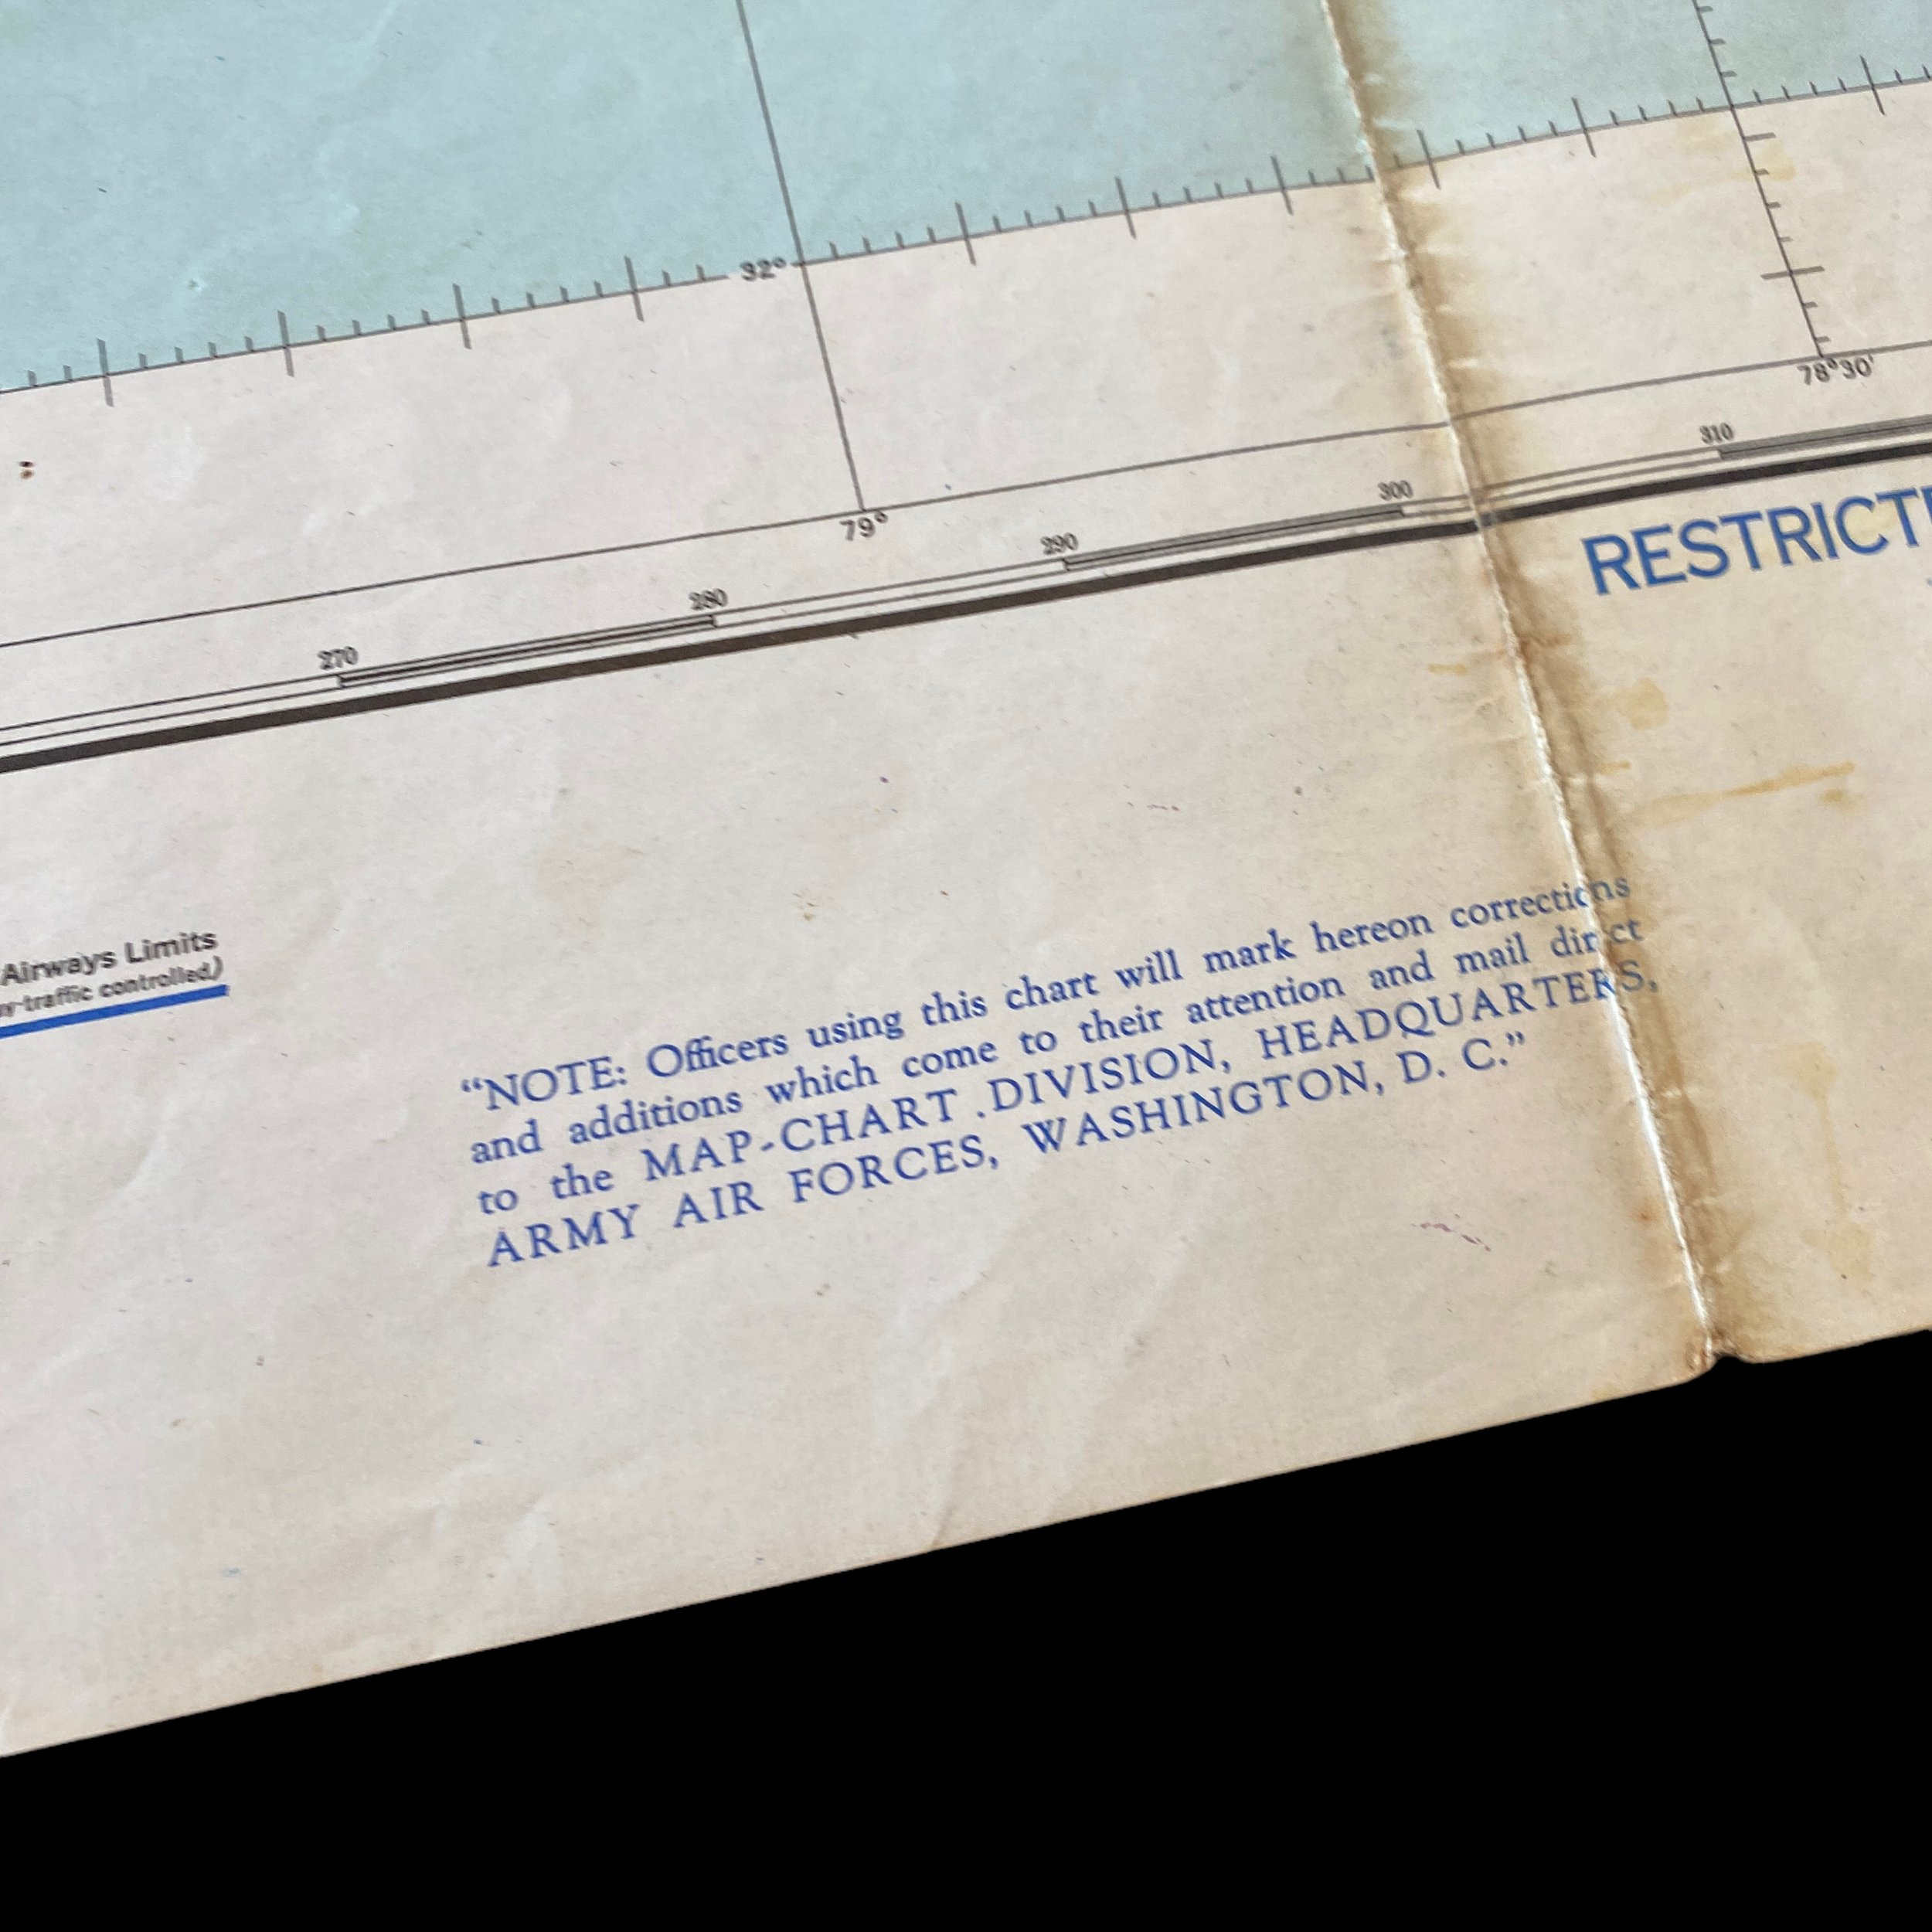 32°
78°30'
310
300
79°
290
280
270
Airways Limits
y-traffic controlled)
"NOTE: Officers using this chart will mark hereon corrections
and additions which come to their attention and mail direct
to the MAP-CHART DIVISION, HEADQUARTERS,
ARMY AIR FORCES, WASHINGTON, D. C."
RESTRICT